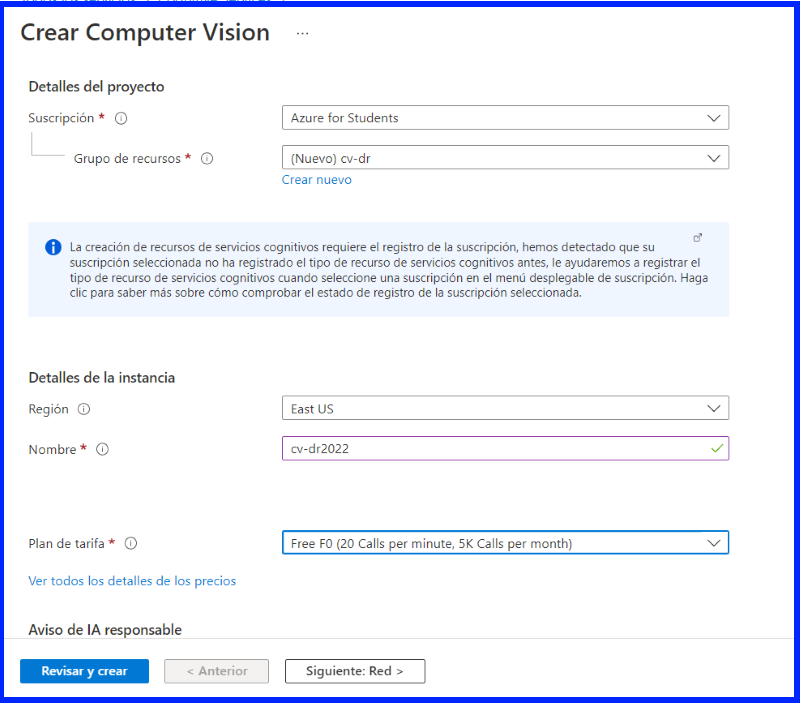 Crear Computer Vision ...
Detalles del proyecto
Suscripción *
Azure for Students
Grupo de recursos *
(Nuevo) cv-dr
Crear nuevo
La creación de recursos de servicios cognitivos requiere el registro de la suscripción, hemos detectado que su
suscripción seleccionada no ha registrado el tipo de recurso de servicios cognitivos antes, le ayudaremos a registrar el
tipo de recurso de servicios cognitivos cuando seleccione una suscripción en el menú desplegable de suscripción. Haga
clic para saber más sobre cómo comprobar el estado de registro de la suscripción seleccionada.
Detalles de la instancia
Región
East US
Nombre *
cv-dr2022
Plan de tarifa *
Free F0 (20 Calls per minute, 5K Calls per month)
Ver todos los detalles de los precios
Aviso de IA responsable
Revisar y crear
< Anterior
Siguiente: Red >